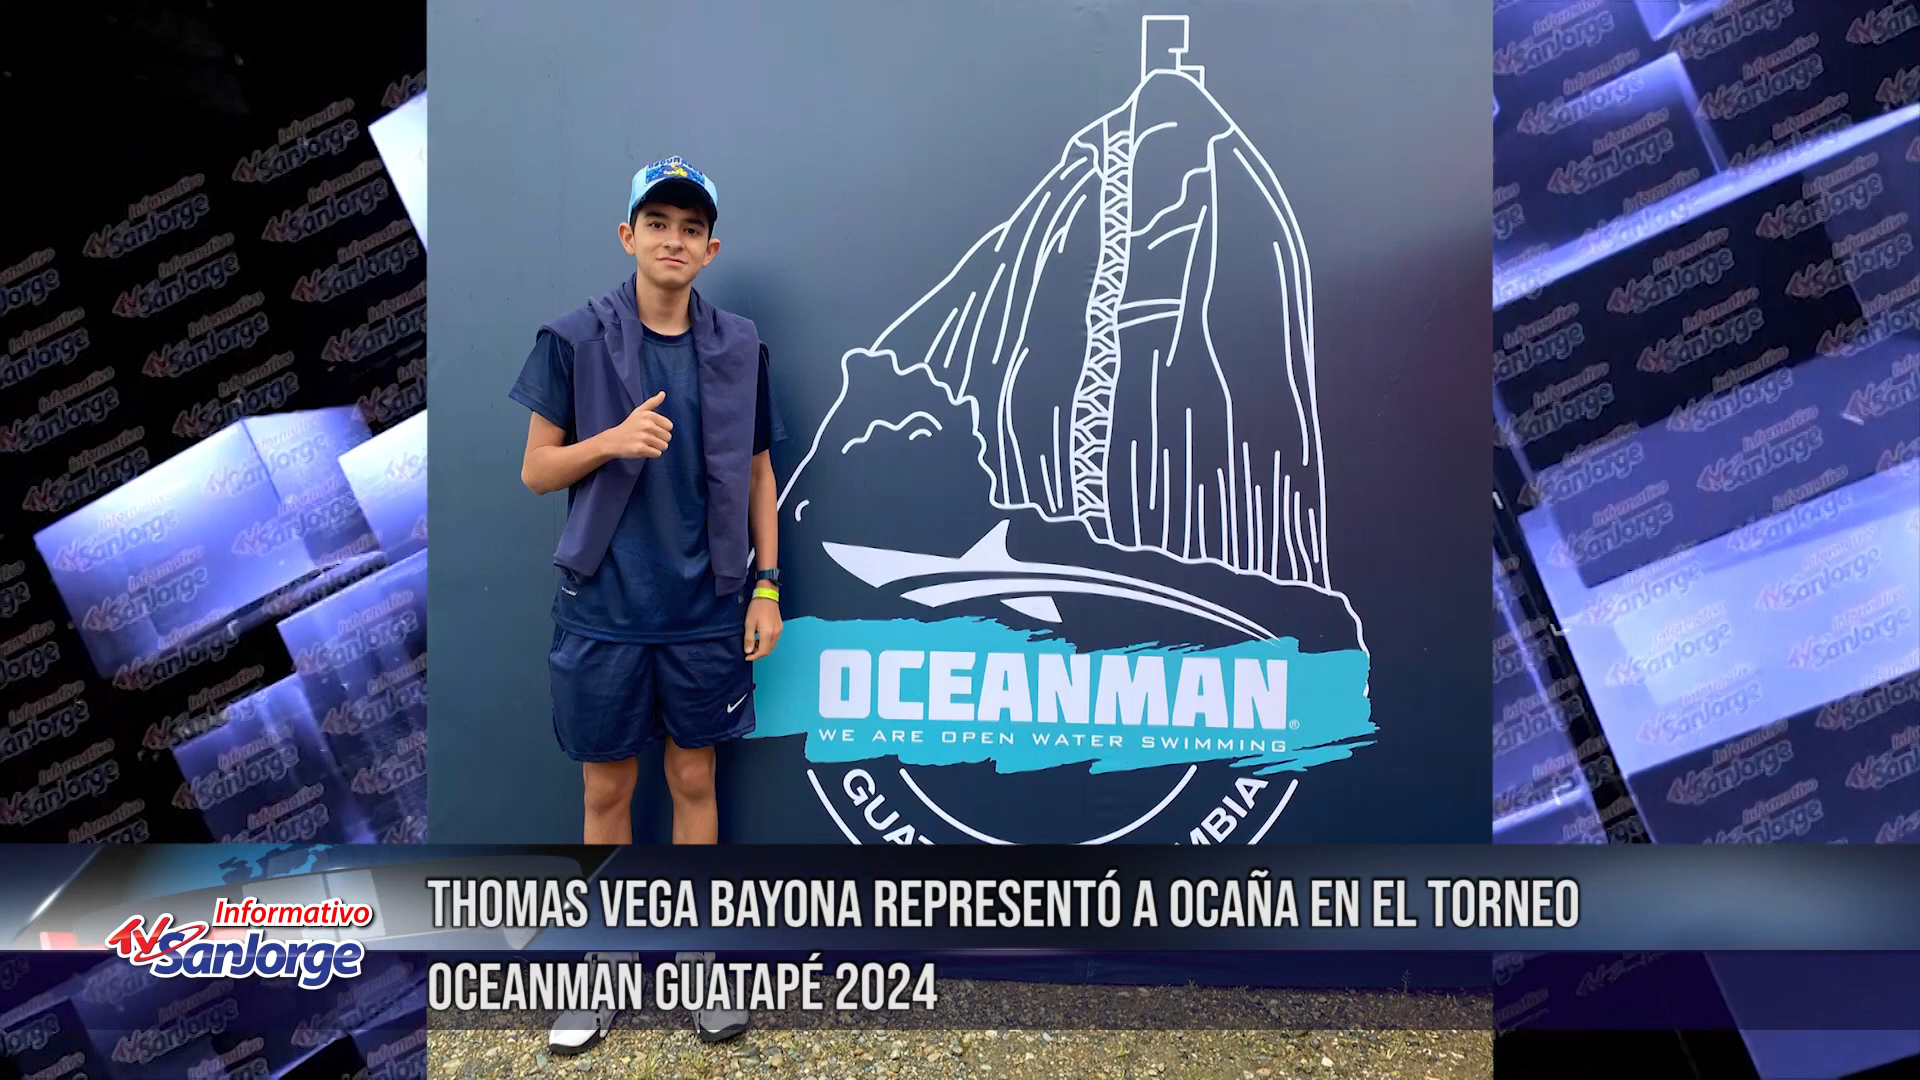 OCEANMAN®
WE ARE OPEN WATER SWIMMING
Informativo
TV SanJorge
THOMAS VEGA BAYONA REPRESENTÓ A OCAÑA EN EL TORNEO
OCEANMAN GUATAPÉ 2024